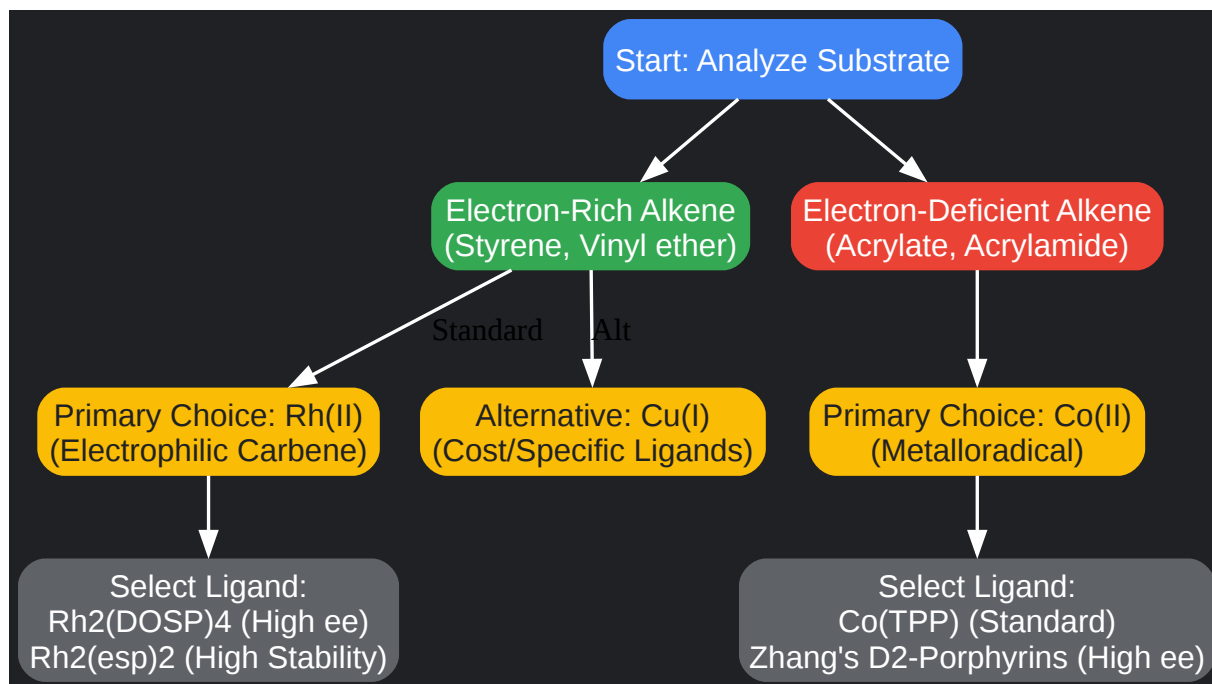 Start: Analyze Substrate
Electron-Rich Alkene
(Styrene, Vinyl ether)
Electron-Deficient Alkene
(Acrylate, Acrylamide)
Standard
Alt
Primary Choice: Rh(II)
(Electrophilic Carbene)
Alternative: Cu(I)
(Cost/Specific Ligands)
Primary Choice: Co(II)
(Metalloradical)
Select Ligand:
Rh2(DOSP)4 (High ee)
Rh2(esp)2 (High Stability)
Select Ligand:
Co(TPP) (Standard)
Zhang's D2-Porphyrins (High ee)